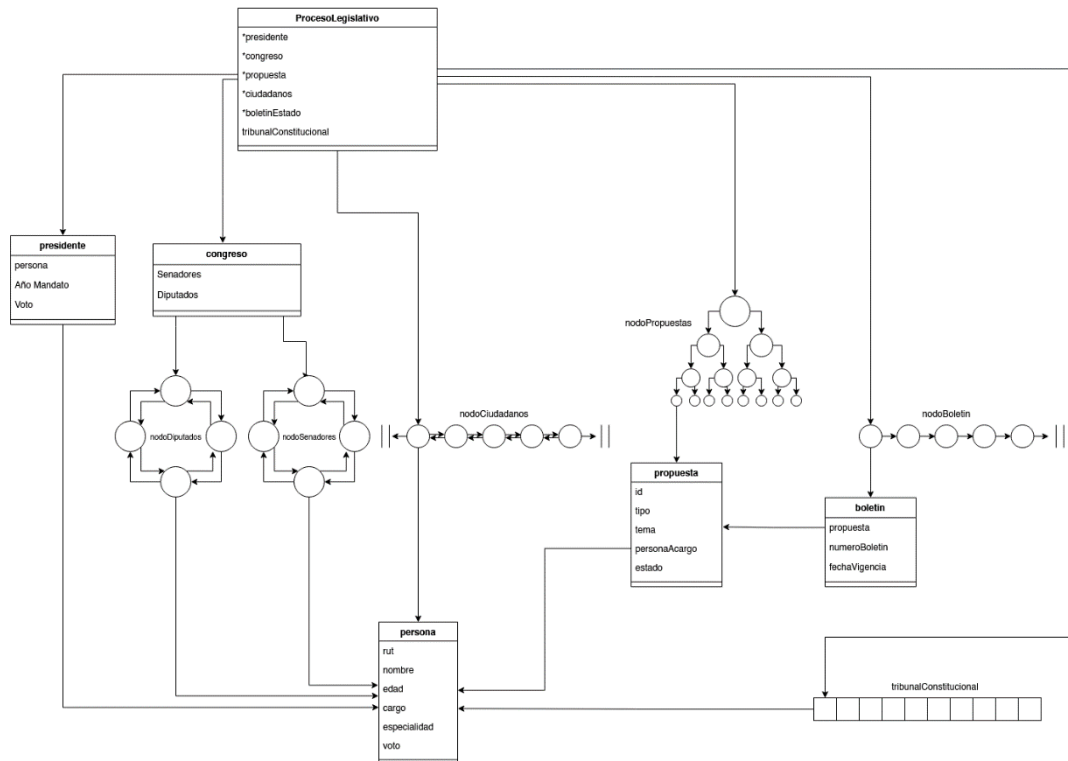 ProcesoLegislativo
*presidente
*congreso
*propuesta
*ciudadanos
*boletinEstado
tribunalConstitucional
presidente
persona
Año Mandato
Voto
congreso
Senadores
Diputados
nodoDiputados
nodoSenadores
nodoCiudadanos
nodoPropuestas
nodoBoletin
propuesta
id
tipo
tema
personaAcargo
estado
boletin
propuesta
numeroBoletin
fechaVigencia
persona
rut
nombre
edad
cargo
especialidad
voto
tribunalConstitucional